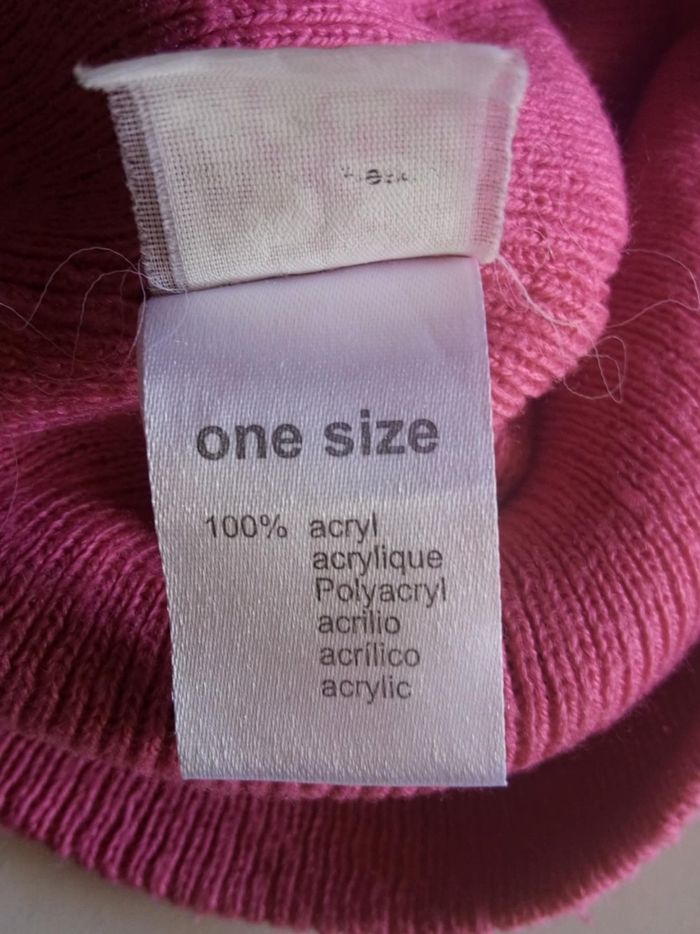 one size
100% acryl
acrylique
Polyacryl
acrilio
acrílico
acrylic